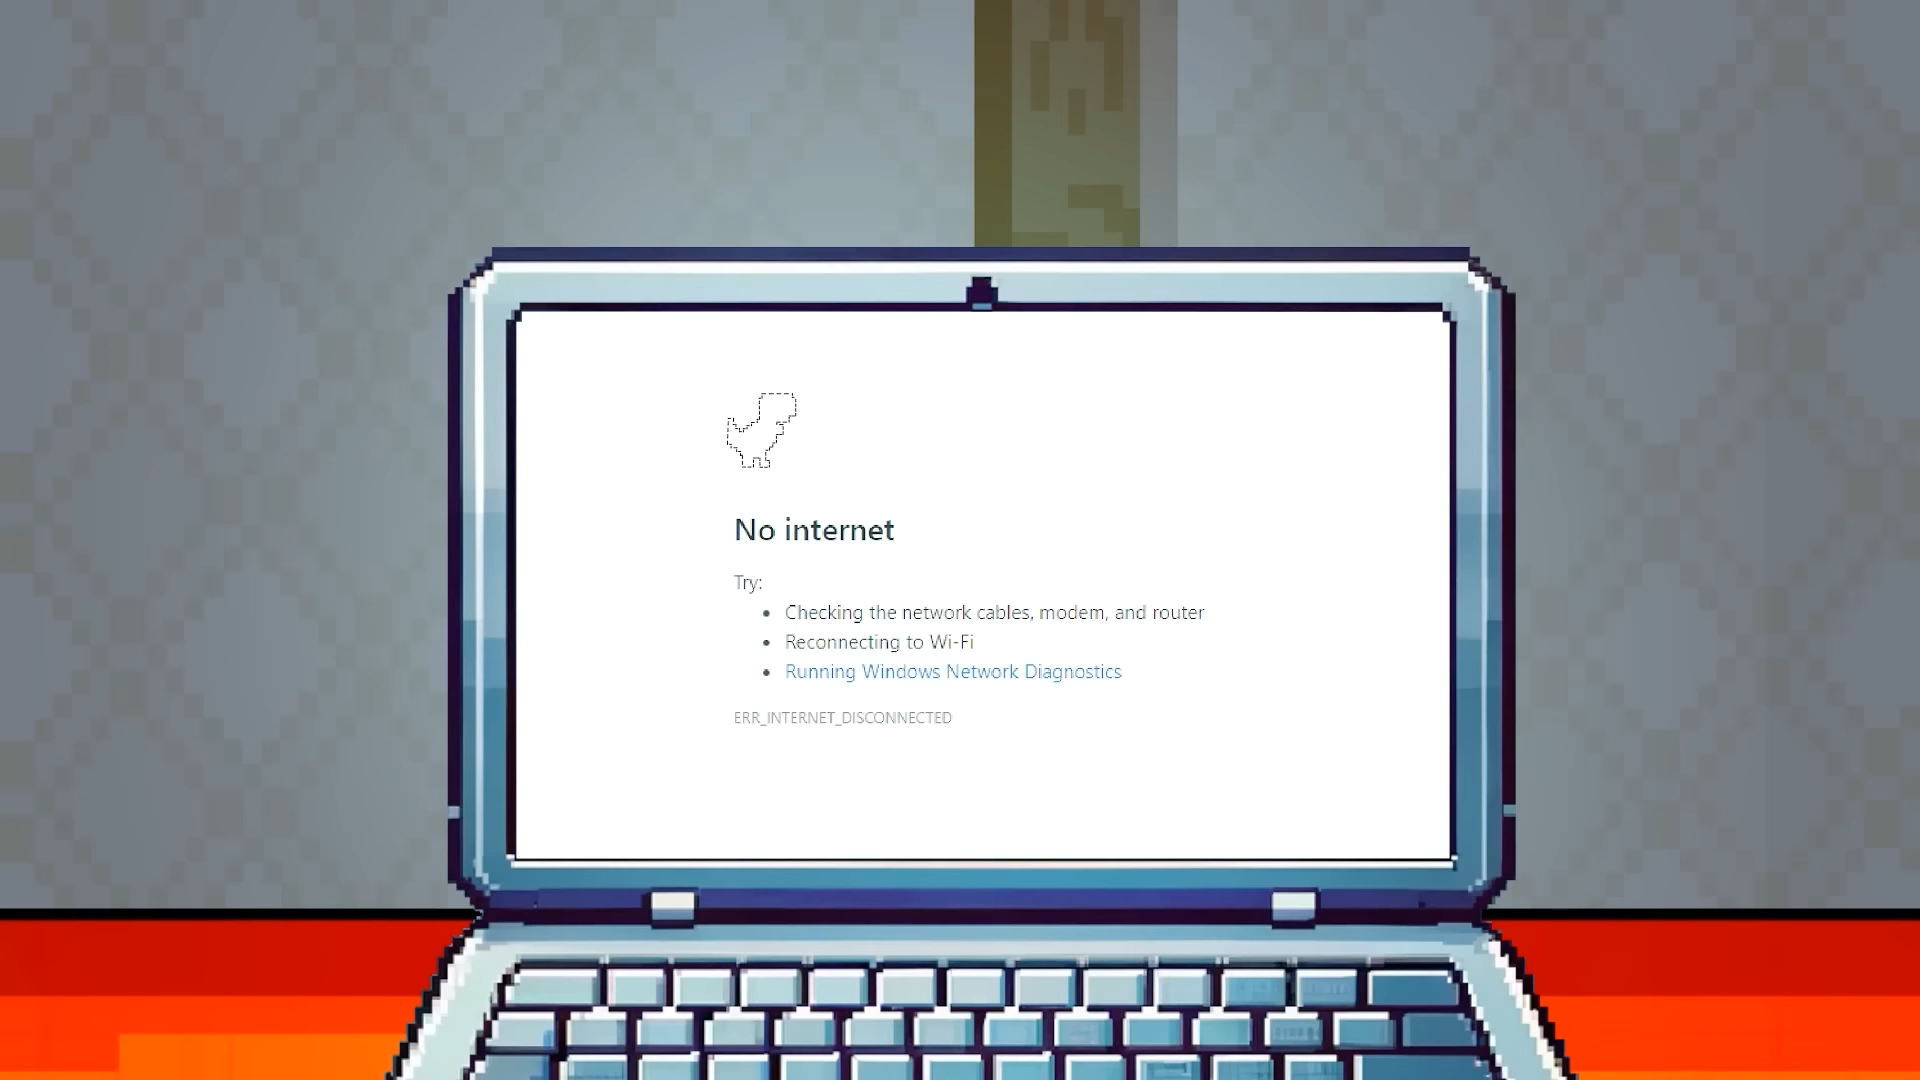 No internet
Try:
• Checking the network cables, modem, and router
• Reconnecting to Wi-Fi
• Running Windows Network Diagnostics
ERR_INTERNET_DISCONNECTED